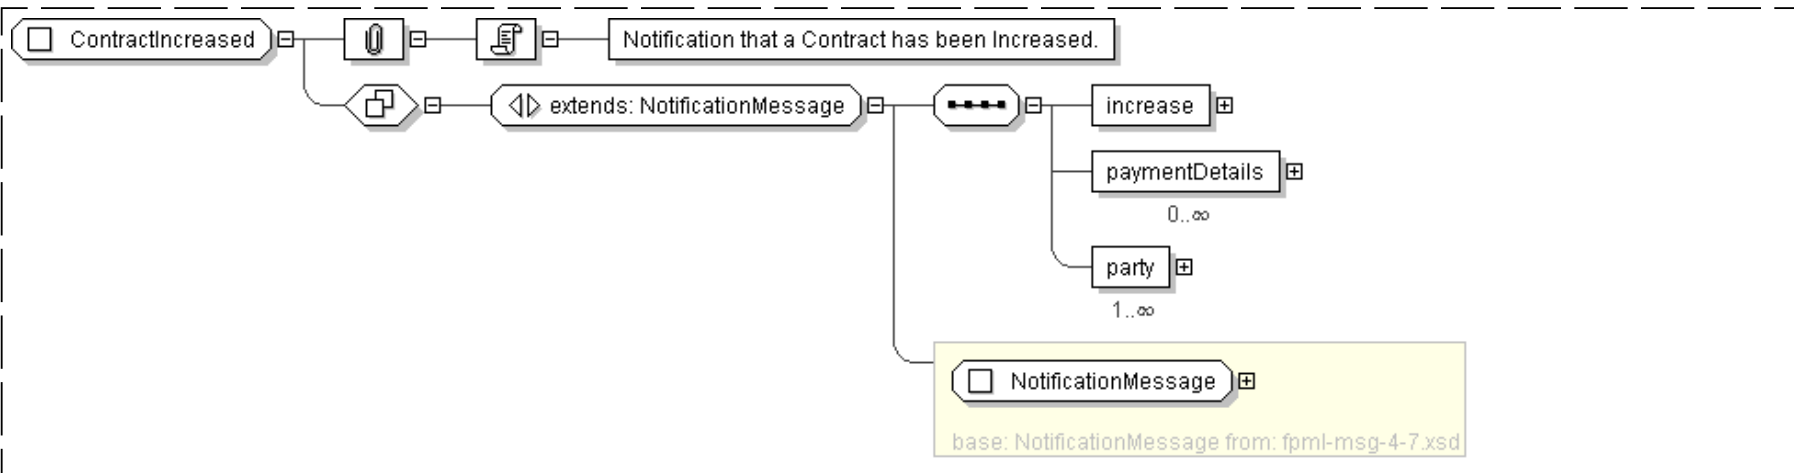 ContractIncreased
Notification that a Contract has been Increased.
extends: NotificationMessage
increase
paymentDetails
0..∞
party
1..∞
NotificationMessage
base: NotificationMessage from: fpml-msg-4-7.xsd